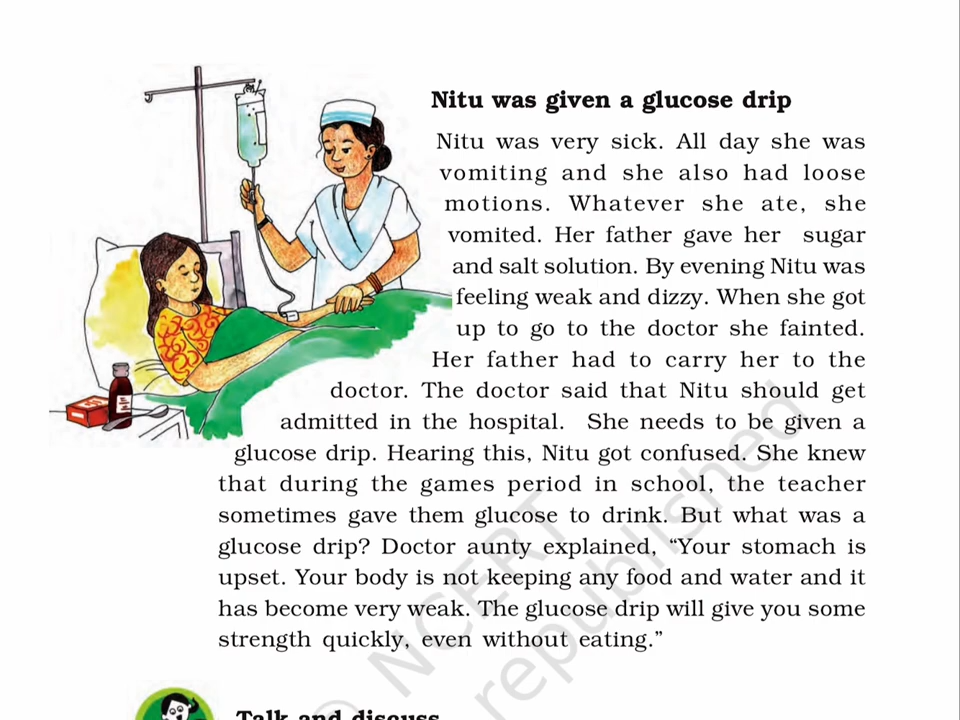 Nitu was given a glucose drip
Nitu was very sick. All day she was
vomiting and she also had loose
motions. Whatever she ate, she
vomited. Her father gave her sugar
and salt solution. By evening Nitu was
feeling weak and dizzy. When she got
up to go to the doctor she fainted.
Her father had to carry her to the
doctor. The doctor said that Nitu should get
admitted in the hospital. She needs to be given a
glucose drip. Hearing this, Nitu got confused. She knew
that during the games period in school, the teacher
sometimes gave them glucose to drink. But what was a
glucose drip? Doctor aunty explained, “Your stomach is
upset. Your body is not keeping any food and water and it
has become very weak. The glucose drip will give you some
strength quickly, even without eating.”
Talk and discuss
© NCERT
republished